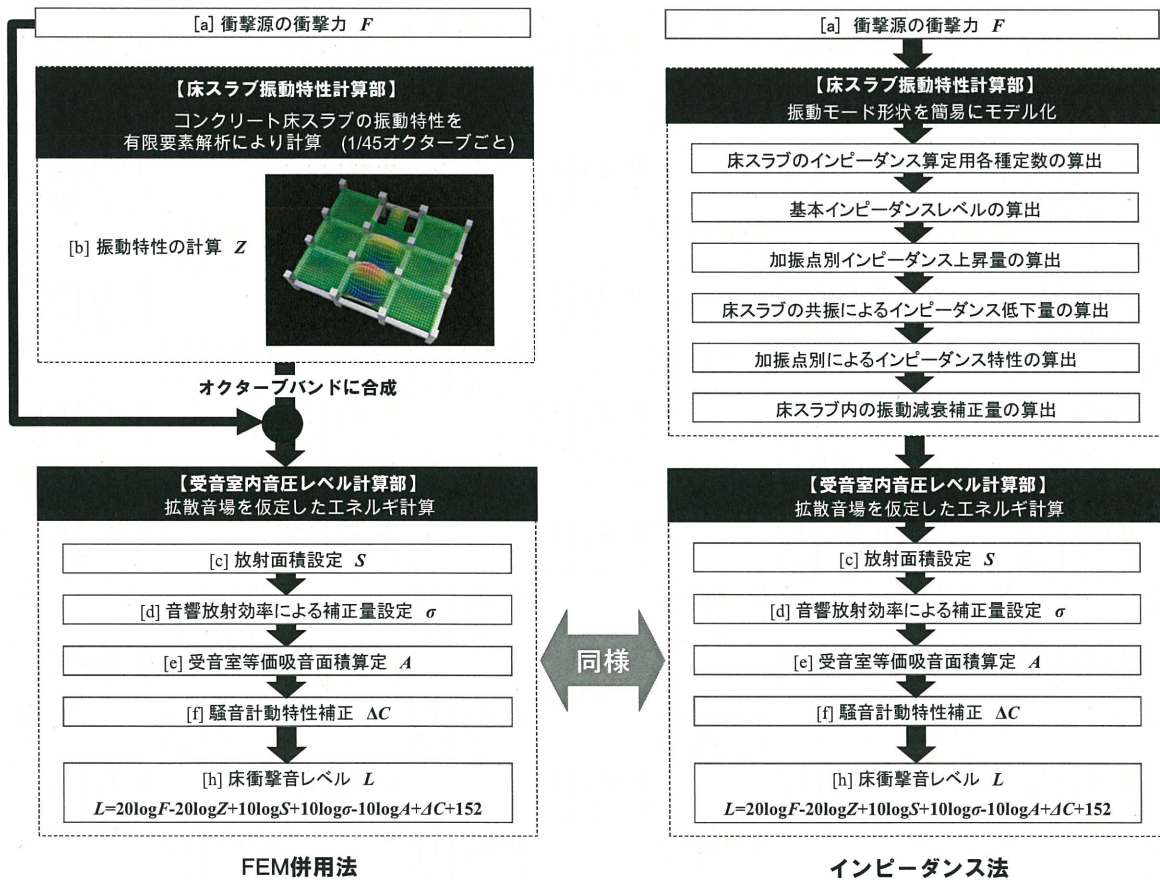 [a] 衝撃源の衝撃力 F
【床スラブ振動特性計算部】
コンクリート床スラブの振動特性を
有限要素解析により計算 (1/45オクターブごと)
[b] 振動特性の計算 Z
オクターブバンドに合成
【受音室内音圧レベル計算部】
拡散音場を仮定したエネルギ計算
[c] 放射面積設定 S
[d] 音響放射効率による補正量設定 σ
[e] 受音室等価吸音面積算定 A
[f] 騒音計動特性補正 ΔC
[h] 床衝撃音レベル L
L=20logF-20logZ+10logS+10logσ-10logA+ΔC+152
FEM併用法
同様
[a] 衝撃源の衝撃力 F
【床スラブ振動特性計算部】
振動モード形状を簡易にモデル化
床スラブのインピーダンス算定用各種定数の算出
基本インピーダンスレベルの算出
加振点別インピーダンス上昇量の算出
床スラブの共振によるインピーダンス低下量の算出
加振点別によるインピーダンス特性の算出
床スラブ内の振動減衰補正量の算出
【受音室内音圧レベル計算部】
拡散音場を仮定したエネルギ計算
[c] 放射面積設定 S
[d] 音響放射効率による補正量設定 σ
[e] 受音室等価吸音面積算定 A
[f] 騒音計動特性補正 ΔC
[h] 床衝撃音レベル L
L=20logF-20logZ+10logS+10logσ-10logA+ΔC+152
インピーダンス法